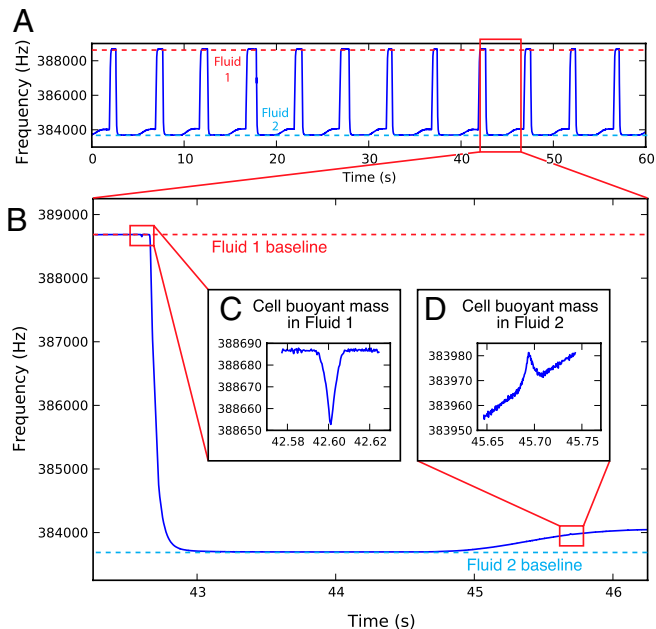 A
Frequency (Hz)
388000
386000
384000
Fluid
1
Fluid
2
0 10 20 30 40 50 60
Time (s)
B
Frequency (Hz)
389000
388000
387000
386000
385000
384000
Fluid 1 baseline
C Cell buoyant mass
in Fluid 1
388690
388680
388670
388660
388650
42.58 42.60 42.62
D Cell buoyant mass
in Fluid 2
383980
383970
383960
383950
45.65 45.70 45.75
Fluid 2 baseline
43 44 45 46
Time (s)